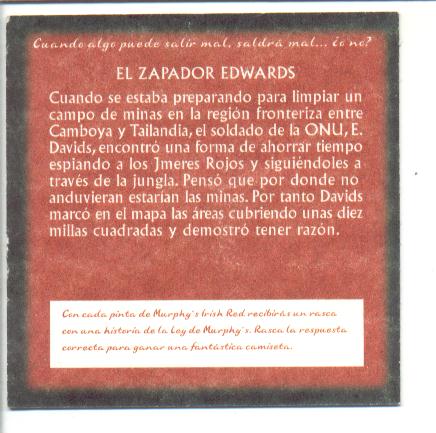 Cuando algo puede salir mal, saldrá mal... ¿o no?
EL ZAPADOR EDWARDS
Cuando se estaba preparando para limpiar un
campo de minas en la región fronteriza entre
Camboya y Tailandia, el soldado de la ONU, E.
Davids, encontró una forma de ahorrar tiempo
espiando a los Jmeres Rojos y siguiéndoles a
través de la jungla. Pensó que por donde no
anduvieran estarían las minas. Por tanto Davids
marcó en el mapa las áreas cubriendo unas diez
millas cuadradas y demostró tener razón.
Con cada pinta de Murphy's Irish Red recibirás un rasca
con una historia de la Ley de Murphy's. Rasca la respuesta
correcta para ganar una fantástica camiseta.